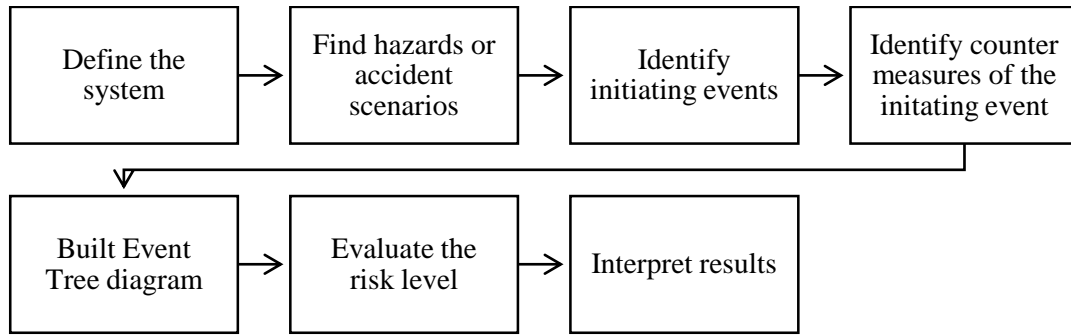 Define the
system
Find hazards or
accident
scenarios
Identify
initiating events
Identify counter
measures of the
initating event
Built Event
Tree diagram
Evaluate the
risk level
Interpret results